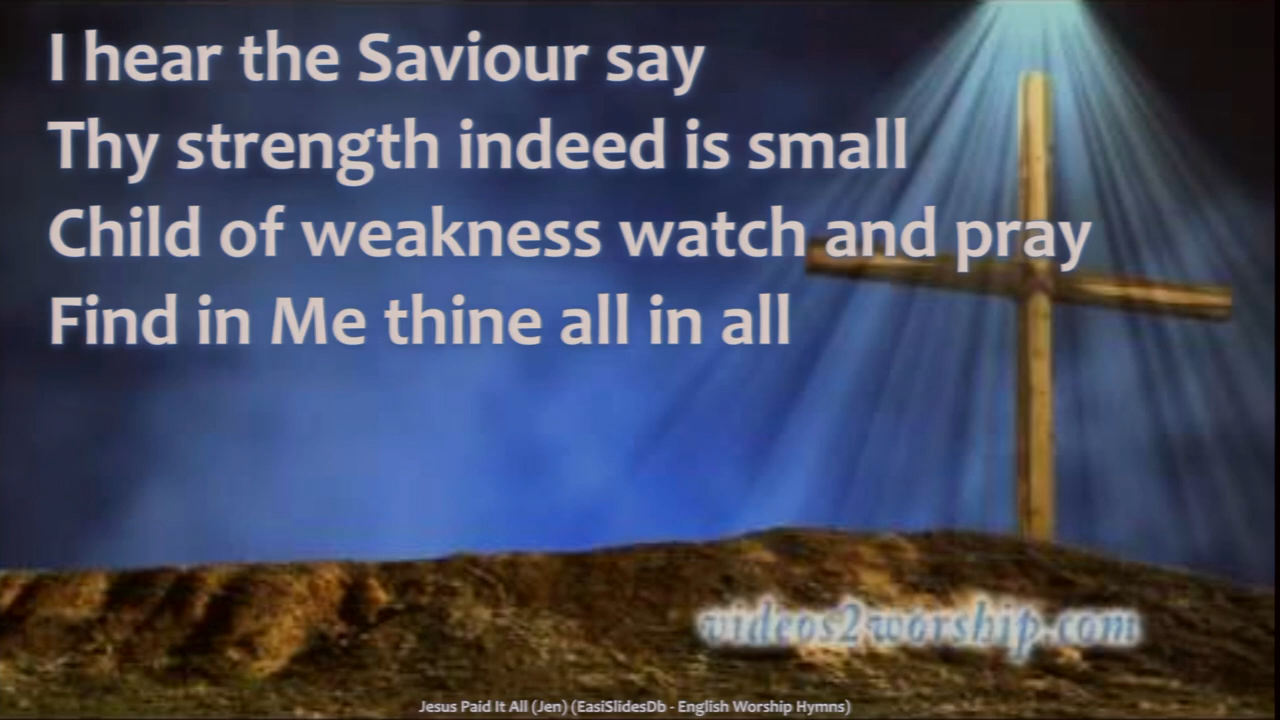 I hear the Saviour say
Thy strength indeed is small
Child of weakness watch and pray
Find in Me thine all in all
videos2worship.com
Jesus Paid It All (Jen) (EasiSlidesDb - English Worship Hymns)